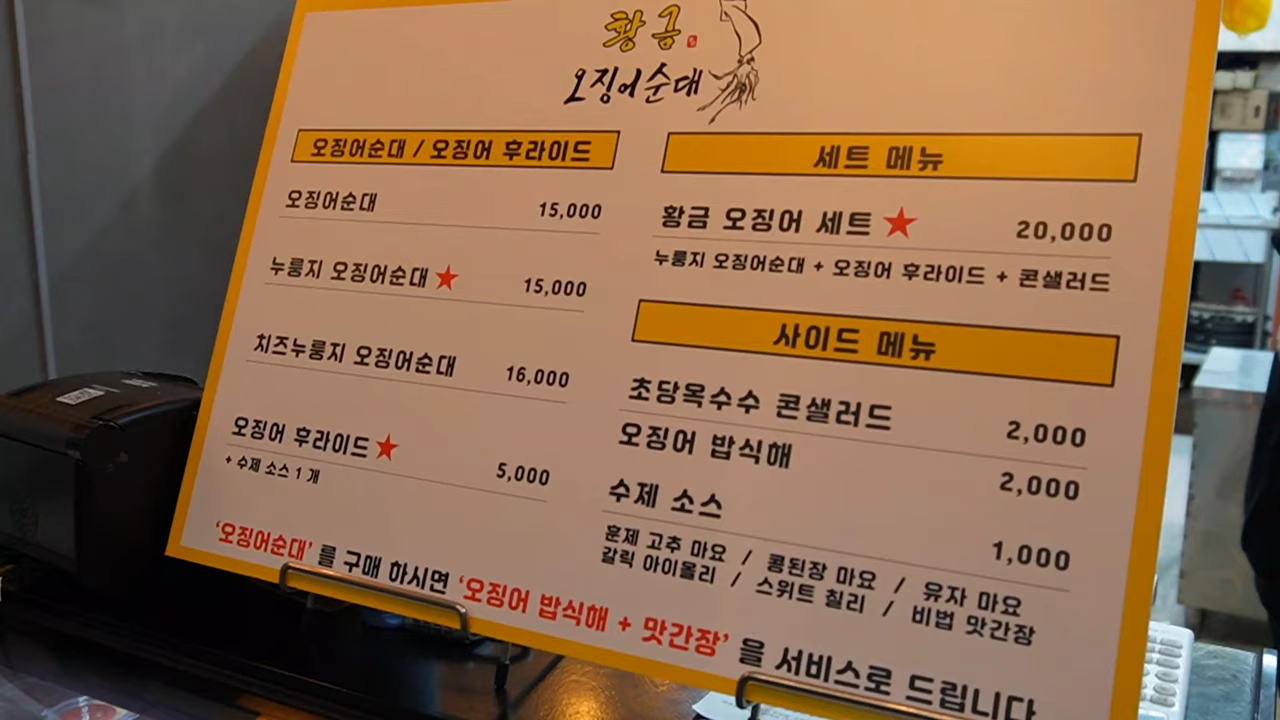 황금
오징어순대
오징어순대 / 오징어 후라이드
오징어순대 15,000
누룽지 오징어순대★ 15,000
치즈누룽지 오징어순대 16,000
오징어 후라이드★ 5,000
+ 수제 소스 1 개
세트 메뉴
황금 오징어 세트★ 20,000
누룽지 오징어순대 + 오징어 후라이드 + 콘샐러드
사이드 메뉴
초당옥수수 콘샐러드 2,000
오징어 밥식해 2,000
수제 소스 1,000
훈제 고추 마요 / 콩된장 마요 / 유자 마요
갈릭 아이올리 / 스위트 칠리 / 비법 맛간장
‘오징어순대’ 를 구매 하시면 ‘오징어 밥식해 + 맛간장’ 을 서비스로 드립니다